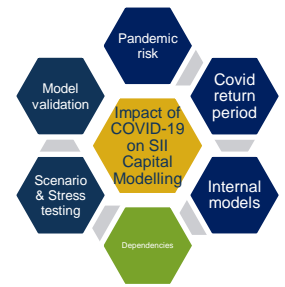 Pandemic
risk
Model
validation
Covid
return
period
Impact of
COVID-19
on SII
Capital
Modelling
Scenario
& Stress
testing
Internal
models
Dependencies